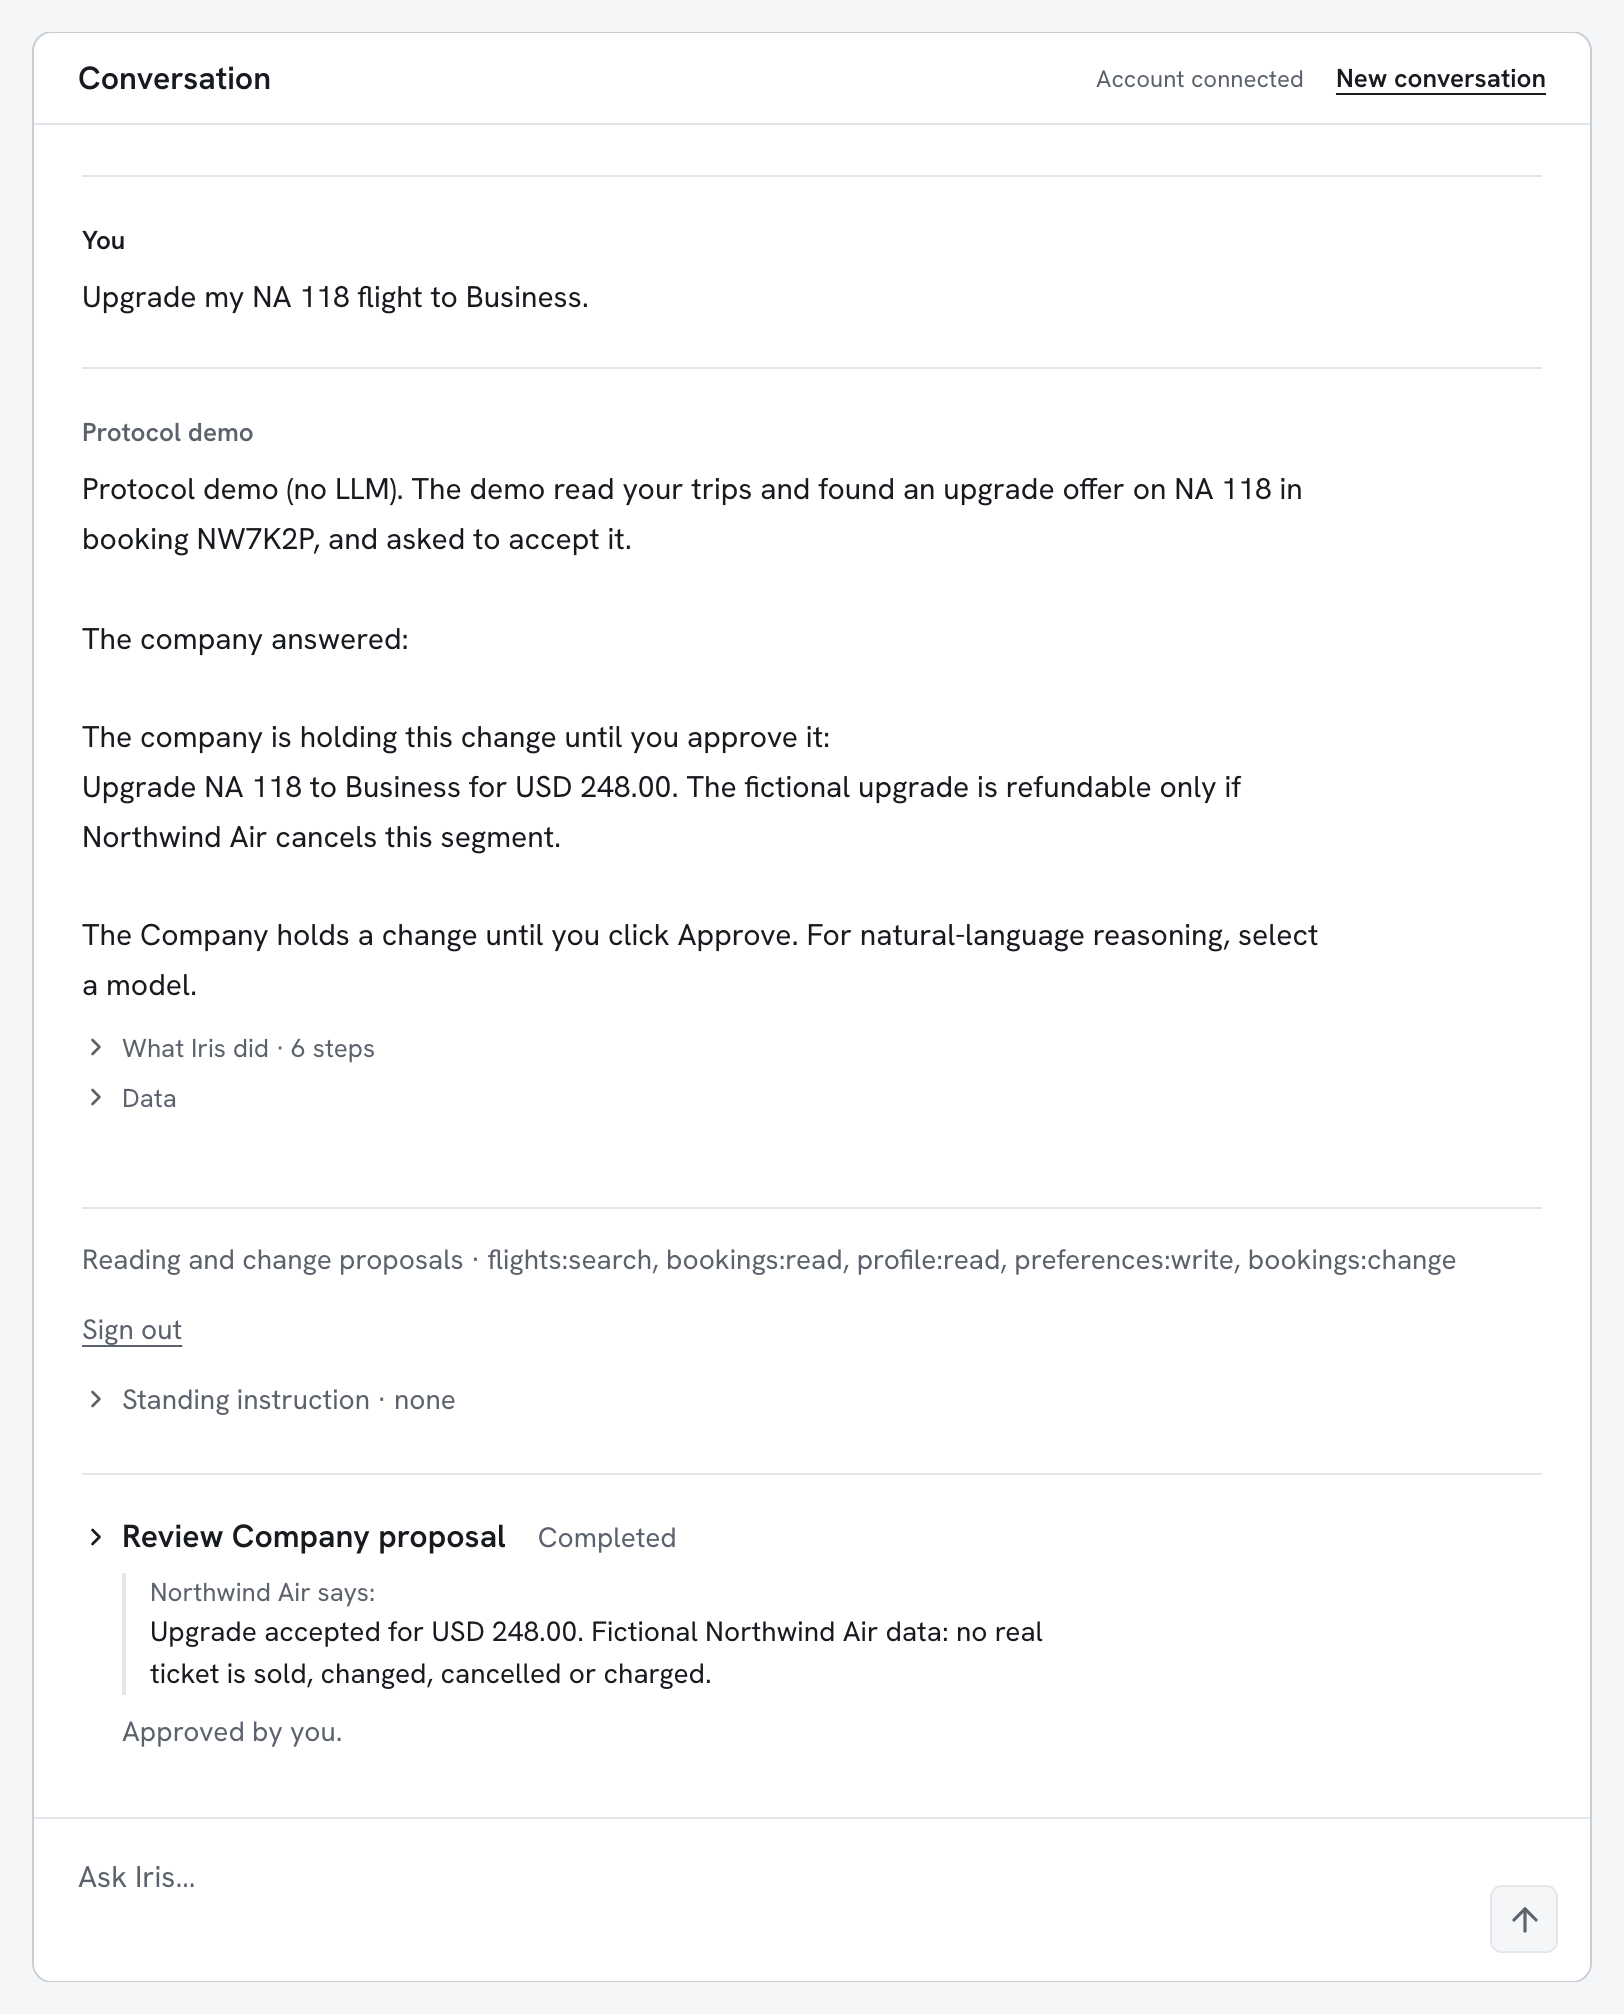 Conversation
Account connected
New conversation
You
Upgrade my NA 118 flight to Business.
Protocol demo
Protocol demo (no LLM). The demo read your trips and found an upgrade offer on NA 118 in
booking NW7K2P, and asked to accept it.
The company answered:
The company is holding this change until you approve it:
Upgrade NA 118 to Business for USD 248.00. The fictional upgrade is refundable only if
Northwind Air cancels this segment.
The Company holds a change until you click Approve. For natural-language reasoning, select
a model.
What Iris did · 6 steps
Data
Reading and change proposals · flights:search, bookings:read, profile:read, preferences:write, bookings:change
Sign out
Standing instruction · none
Review Company proposal Completed
Northwind Air says:
Upgrade accepted for USD 248.00. Fictional Northwind Air data: no real
ticket is sold, changed, cancelled or charged.
Approved by you.
Ask Iris...